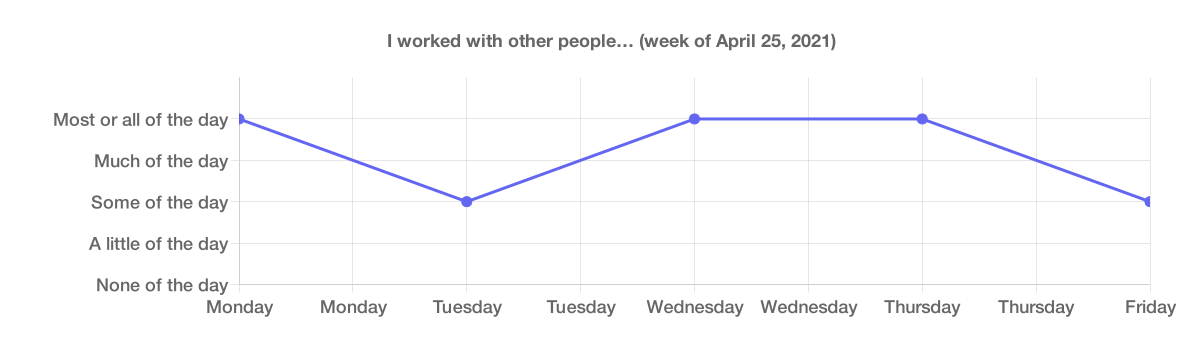 I worked with other people... (week of April 25, 2021)
Most or all of the day
Much of the day
Some of the day
A little of the day
None of the day
Monday Monday Tuesday Tuesday Wednesday Wednesday Thursday Thursday Friday